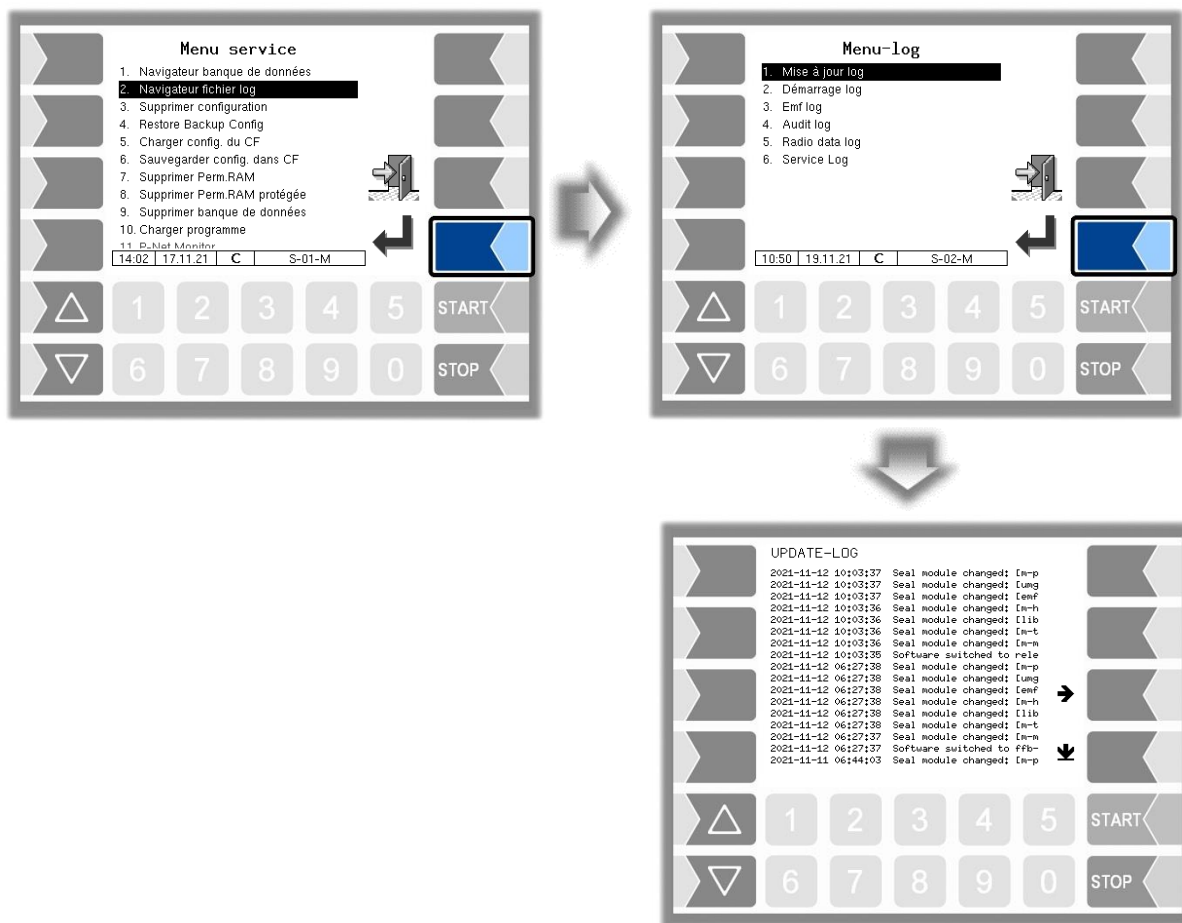 Menu service
1. Navigateur banque de données
2. Navigateur fichier log
3. Supprimer configuration
4. Restore Backup Config
5. Charger config. du CF
6. Sauvegarder config. dans CF
7. Supprimer Perm.RAM
8. Supprimer Perm.RAM protégée
9. Supprimer banque de données
10. Charger programme
11. P-Net Monitor
14:02 17.11.21 C S-01-M
1 2 3 4 5 START
6 7 8 9 0 STOP
Menu-log
1. Mise à jour log
2. Démarrage log
3. Emf log
4. Audit log
5. Radio data log
6. Service Log
10:50 19.11.21 C S-02-M
1 2 3 4 5 START
6 7 8 9 0 STOP
UPDATE-LOG
2021-11-12 10:03:37 Seal module changed: [m-p
2021-11-12 10:03:37 Seal module changed: [umg
2021-11-12 10:03:37 Seal module changed: [emf
2021-11-12 10:03:36 Seal module changed: [m-h
2021-11-12 10:03:36 Seal module changed: [lib
2021-11-12 10:03:36 Seal module changed: [m-t
2021-11-12 10:03:36 Seal module changed: [m-m
2021-11-12 10:03:35 Software switched to rele
2021-11-12 06:27:38 Seal module changed: [m-p
2021-11-12 06:27:38 Seal module changed: [umg
2021-11-12 06:27:38 Seal module changed: [emf
2021-11-12 06:27:38 Seal module changed: [m-h
2021-11-12 06:27:38 Seal module changed: [lib
2021-11-12 06:27:38 Seal module changed: [m-t
2021-11-12 06:27:37 Seal module changed: [m-m
2021-11-12 06:27:37 Software switched to ffb-
2021-11-11 06:44:03 Seal module changed: [m-p
1 2 3 4 5 START
6 7 8 9 0 STOP